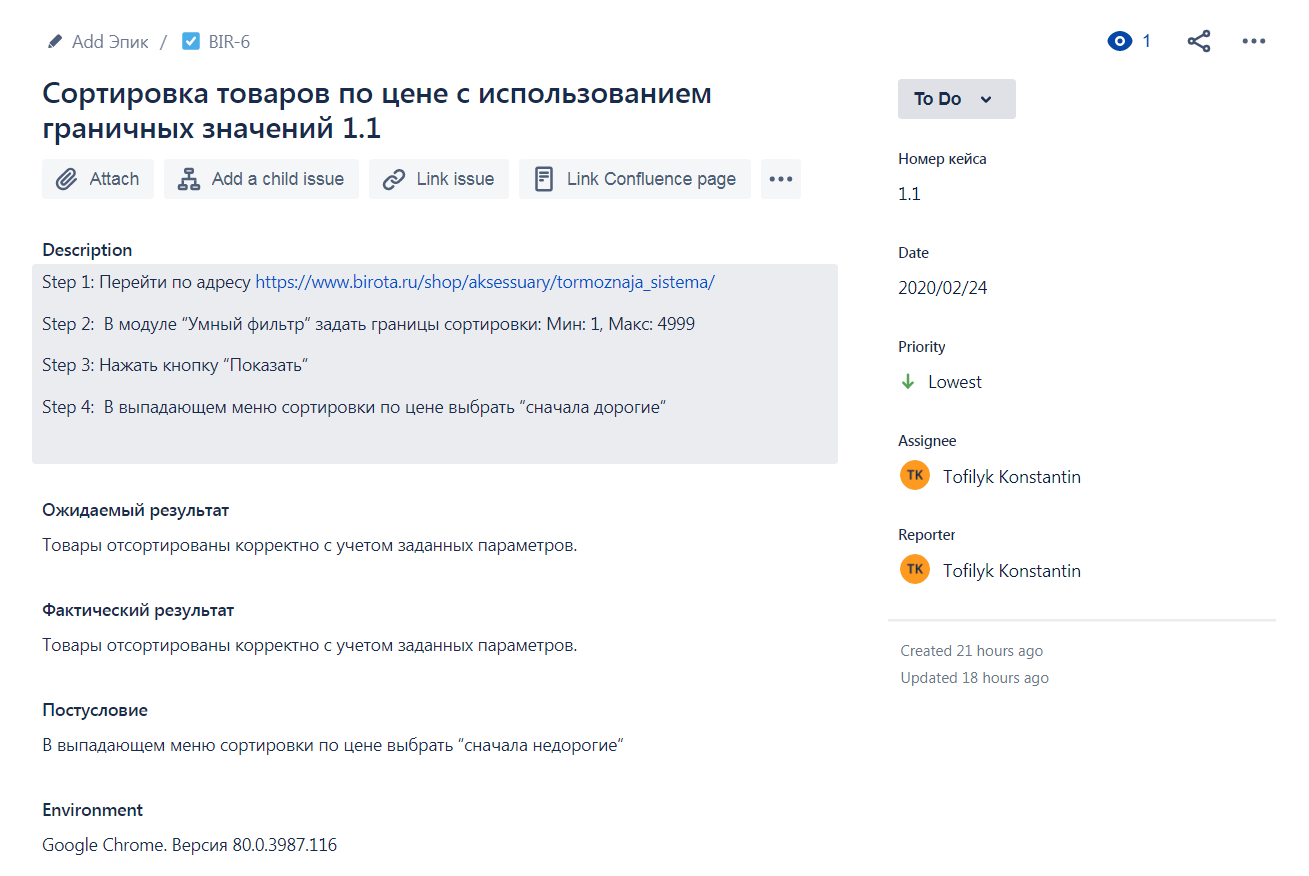 Add Эпик / BIR-6
1
Сортировка товаров по цене с использованием
граничных значений 1.1
Attach
Add a child issue
Link issue
Link Confluence page
Description
Step 1: Перейти по адресу https://www.birota.ru/shop/aksessuary/tormoznaja_sistema/
Step 2:  В модуле “Умный фильтр” задать границы сортировки: Мин: 1, Макс: 4999
Step 3: Нажать кнопку “Показать“
Step 4:  В выпадающем меню сортировки по цене выбрать “сначала дорогие“
Ожидаемый результат
Товары отсортированы корректно с учетом заданных параметров.
Фактический результат
Товары отсортированы корректно с учетом заданных параметров.
Постусловие
В выпадающем меню сортировки по цене выбрать “сначала недорогие“
Environment
Google Chrome. Версия 80.0.3987.116
To Do
Номер кейса
1.1
Date
2020/02/24
Priority
Lowest
Assignee
TK Tofilyk Konstantin
Reporter
TK Tofilyk Konstantin
Created 21 hours ago
Updated 18 hours ago